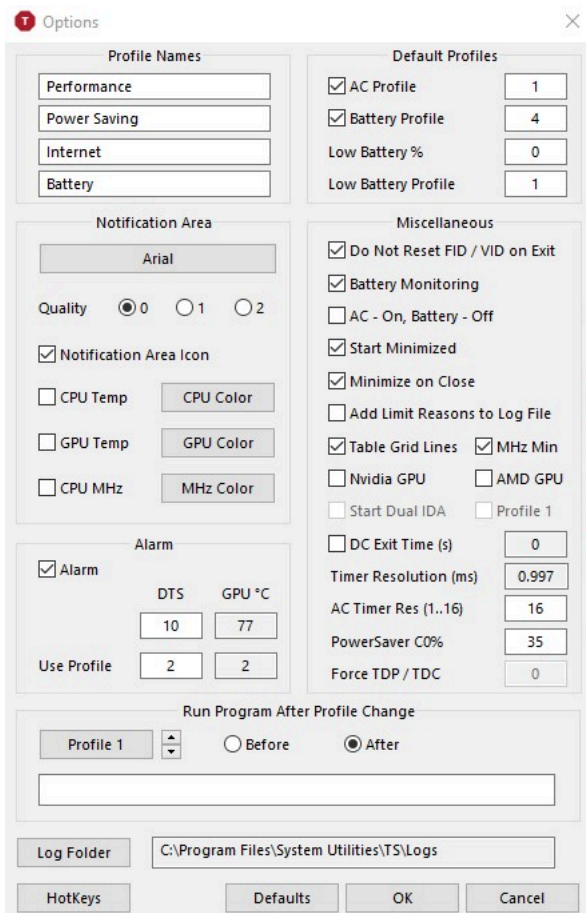 T Options
Profile Names
Performance
Power Saving
Internet
Battery
Default Profiles
AC Profile 1
Battery Profile 4
Low Battery % 0
Low Battery Profile 1
Notification Area
Arial
Quality 0 1 2
Notification Area Icon
CPU Temp CPU Color
GPU Temp GPU Color
CPU MHz MHz Color
Miscellaneous
Do Not Reset FID / VID on Exit
Battery Monitoring
AC - On, Battery - Off
Start Minimized
Minimize on Close
Add Limit Reasons to Log File
Table Grid Lines MHz Min
Nvidia GPU AMD GPU
Start Dual IDA Profile 1
DC Exit Time (s) 0
Timer Resolution (ms) 0.997
AC Timer Res (1..16) 16
PowerSaver C0% 35
Force TDP / TDC 0
Alarm
Alarm
DTS GPU °C
10 77
Use Profile 2 2
Run Program After Profile Change
Profile 1 Before After
Log Folder C:\Program Files\System Utilities\TS\Logs
HotKeys Defaults OK Cancel